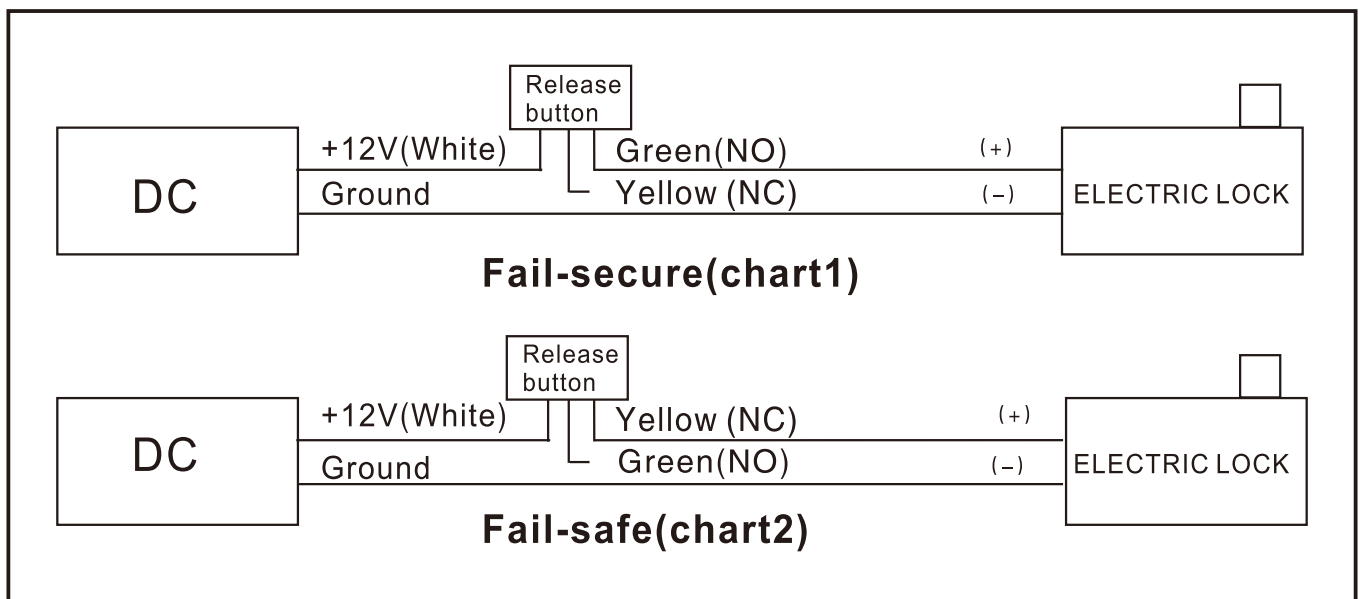 Release
button
+12V(White)
Green(NO)
(+)
DC
Ground
Yellow (NC)
(-)
ELECTRIC LOCK
Fail-secure(chart1)
Release
button
+12V(White)
Yellow (NC)
(+)
DC
Ground
Green(NO)
(-)
ELECTRIC LOCK
Fail-safe(chart2)